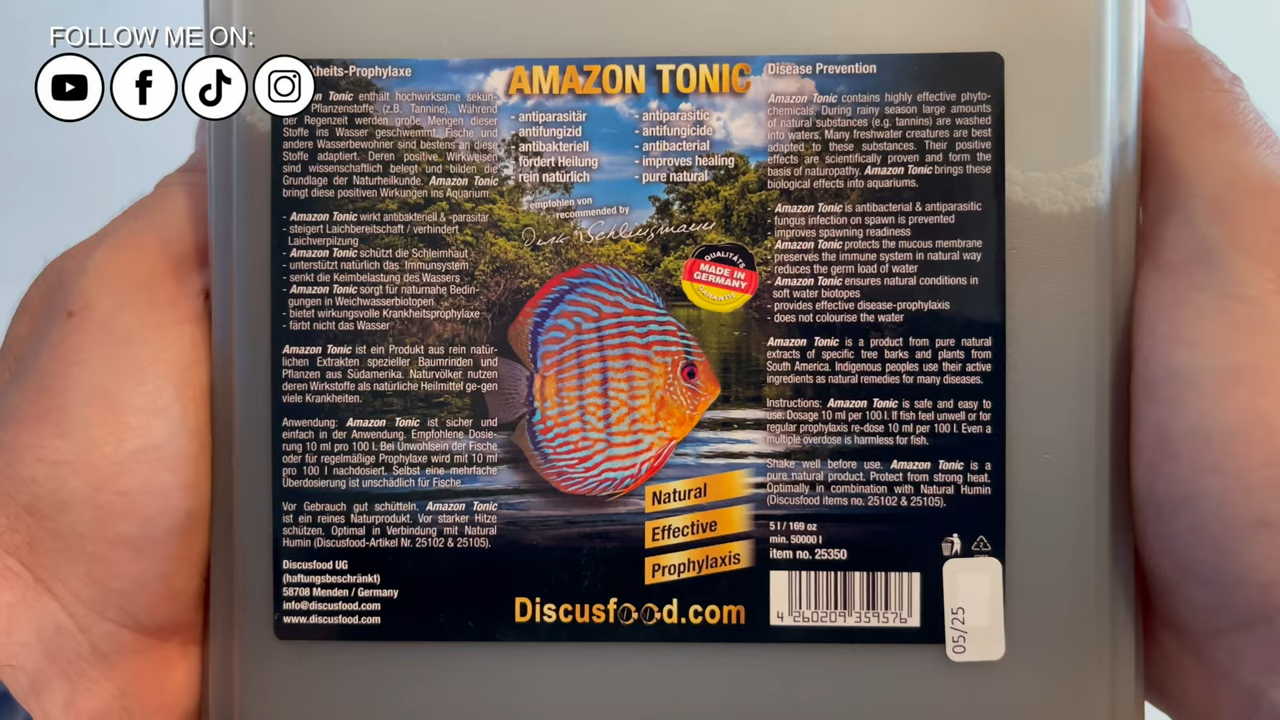 FOLLOW ME ON:
kheits-Prophylaxe
n Tonic enthält hochwirksame sekun-
Pflanzenstoffe (z.B. Tannine). Während
der Regenzeit werden große Mengen dieser
Stoffe ins Wasser geschwemmt. Fische und
andere Wasserbewohner sind bestens an diese
Stoffe adaptiert. Deren positive Wirkweisen
sind wissenschaftlich belegt und bilden die
Grundlage der Naturheilkunde. Amazon Tonic
bringt diese positiven Wirkungen ins Aquarium.
- Amazon Tonic wirkt antibakteriell & -parasitär
- steigert Laichbereitschaft / verhindert
Laichverpilzung
- Amazon Tonic schützt die Schleimhaut
- unterstützt natürlich das Immunsystem
- senkt die Keimbelastung des Wassers
- Amazon Tonic sorgt für naturnahe Bedin-
gungen in Weichwasserbiotopen
- bietet wirkungsvolle Krankheitsprophylaxe
- färbt nicht das Wasser
Amazon Tonic ist ein Produkt aus rein natür-
lichen Extrakten spezieller Baumrinden und
Pflanzen aus Südamerika. Naturvölker nutzen
deren Wirkstoffe als natürliche Heilmittel ge-gen
viele Krankheiten.
Anwendung: Amazon Tonic ist sicher und
einfach in der Anwendung. Empfohlene Dosie-
rung 10 ml pro 100 l. Bei Unwohlsein der Fische
oder für regelmäßige Prophylaxe wird mit 10 ml
pro 100 l nachdosiert. Selbst eine mehrfache
Überdosierung ist unschädlich für Fische.
Vor Gebrauch gut schütteln. Amazon Tonic
ist ein reines Naturprodukt. Vor starker Hitze
schützen. Optimal in Verbindung mit Natural
Humin (Discusfood-Artikel Nr. 25102 & 25105).
Discusfood UG
(haftungsbeschränkt)
58708 Menden / Germany
info@discusfood.com
www.discusfood.com
AMAZON TONIC
- antiparasitär
- antifungizid
- antibakteriell
- fördert Heilung
- rein natürlich
- antiparasitic
- antifungicide
- antibacterial
- improves healing
- pure natural
empfohlen von
recommended by
Dirk Schlingmann
QUALITÄTS
MADE IN
GERMANY
GARANTIE
Natural
Effective
Prophylaxis
Discusfood.com
Disease Prevention
Amazon Tonic contains highly effective phyto-
chemicals. During rainy season large amounts
of natural substances (e.g. tannins) are washed
into waters. Many freshwater creatures are best
adapted to these substances. Their positive
effects are scientifically proven and form the
basis of naturopathy. Amazon Tonic brings these
biological effects into aquariums.
- Amazon Tonic is antibacterial & antiparasitic
- fungus infection on spawn is prevented
- improves spawning readiness
- Amazon Tonic protects the mucous membrane
- preserves the immune system in natural way
- reduces the germ load of water
- Amazon Tonic ensures natural conditions in
soft water biotopes
- provides effective disease-prophylaxis
- does not colourise the water
Amazon Tonic is a product from pure natural
extracts of specific tree barks and plants from
South America. Indigenous peoples use their active
ingredients as natural remedies for many diseases.
Instructions: Amazon Tonic is safe and easy to
use: Dosage 10 ml per 100 l. If fish feel unwell or for
regular prophylaxis re-dose 10 ml per 100 l. Even a
multiple overdose is harmless for fish.
Shake well before use. Amazon Tonic is a
pure natural product. Protect from strong heat.
Optimally in combination with Natural Humin
(Discusfood items no. 25102 & 25105).
5 l / 169 oz
min. 50000 l
item no. 25350
4 260209 359576
05/25